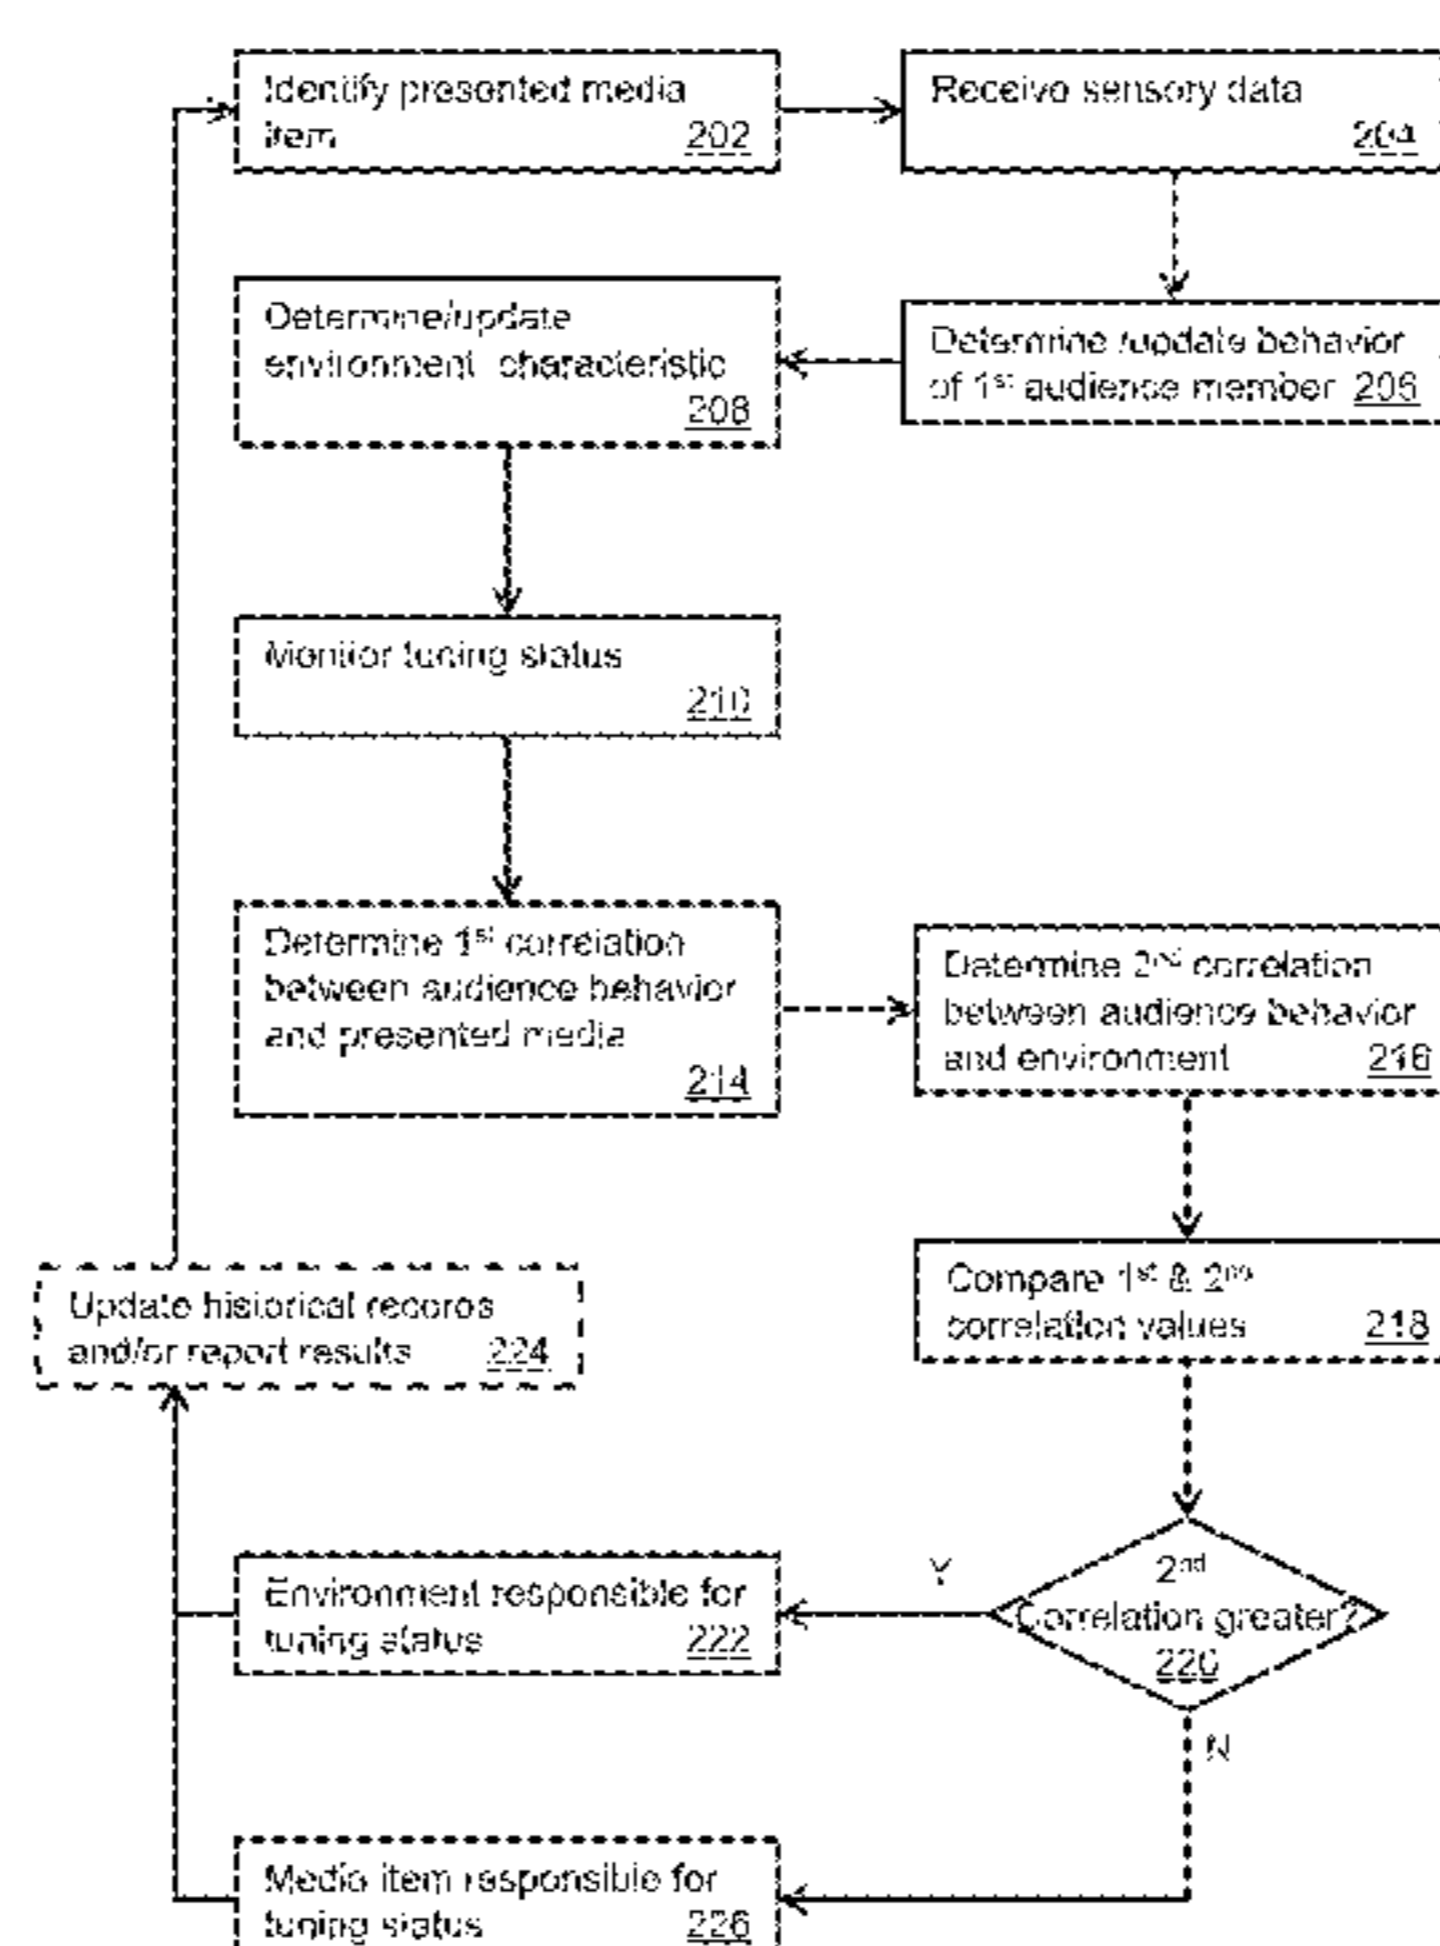 Identify presented media
item 202
Receive sensory data
204
Determine /update behavior
of 1st audience member 206
Determine/update
environment characteristic
208
Monitor tuning status
210
Determine 1st correlation
between audience behavior
and presented media
214
Determine 2nd correlation
between audience behavior
and environment 216
Compare 1st & 2nd
correlation values 218
2nd
Correlation greater?
220
Y
N
Environment responsible for
tuning status 222
Update historical records
and/or report results 224
Media item responsible for
tuning status 226